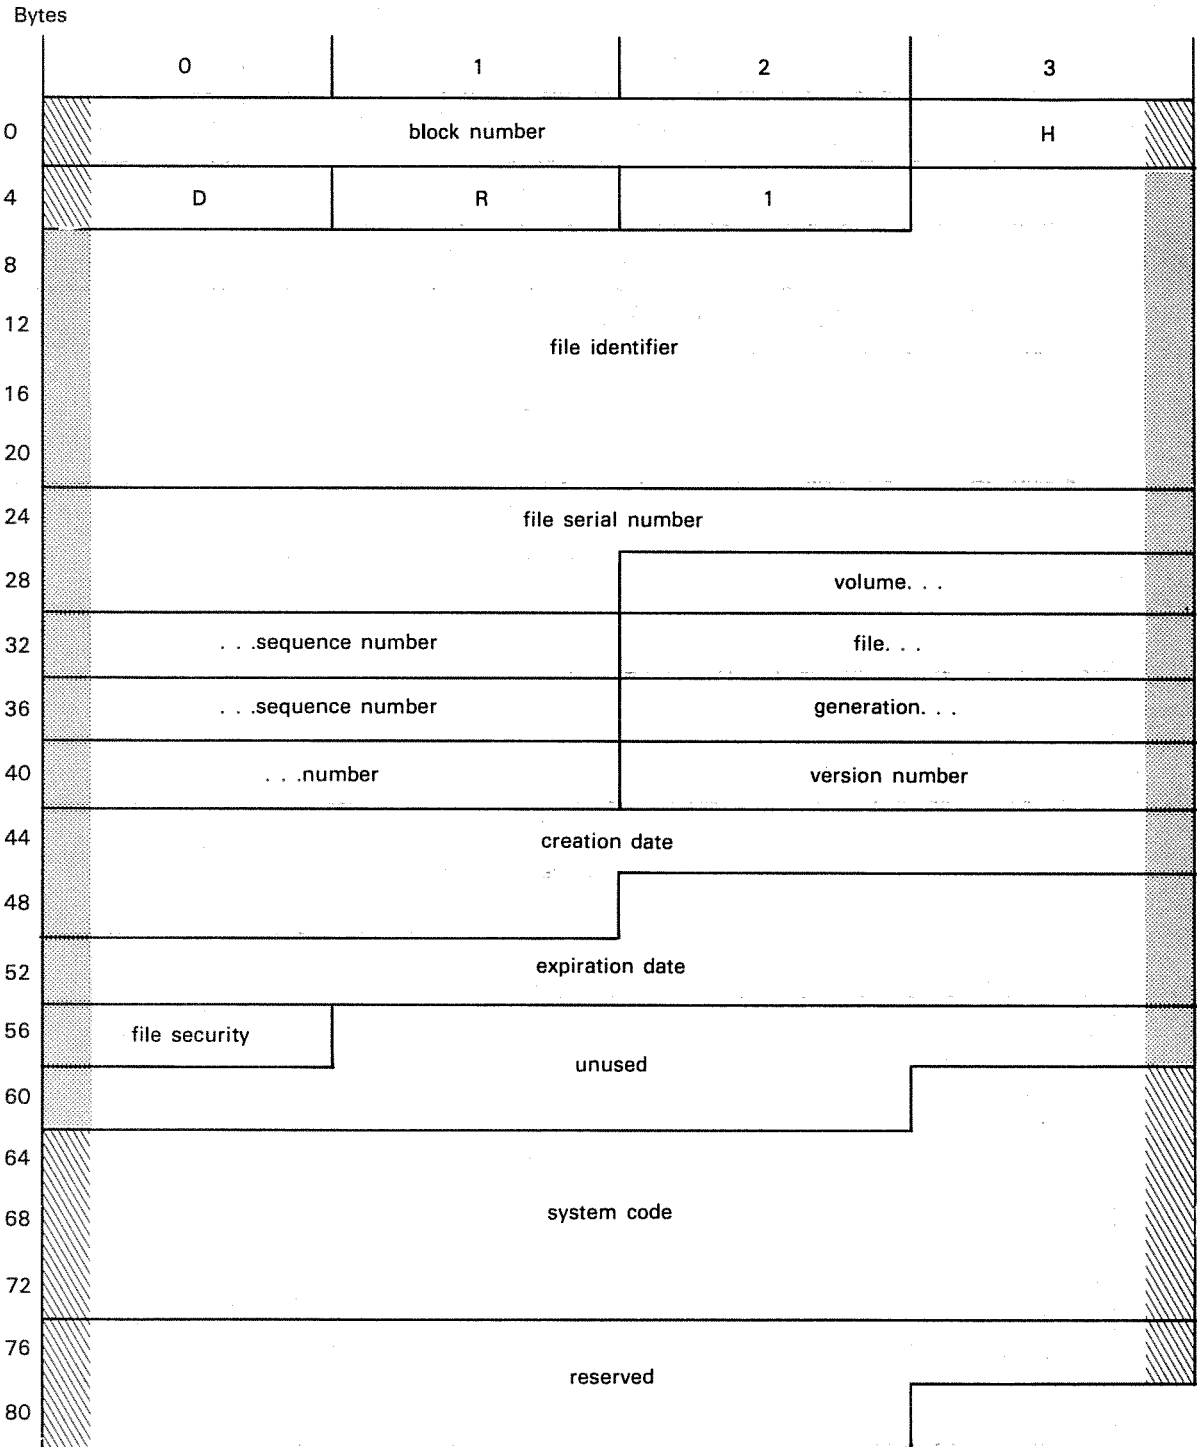 Bytes
0 1 2 3
0 block number H
4 D R 1
8
12
file identifier
16
20
24 file serial number
28 volume. . .
32 . . .sequence number file. . .
36 . . .sequence number generation. . .
40 . . .number version number
44 creation date
48
52 expiration date
56 file security
unused
60
64
68 system code
72
76
reserved
80